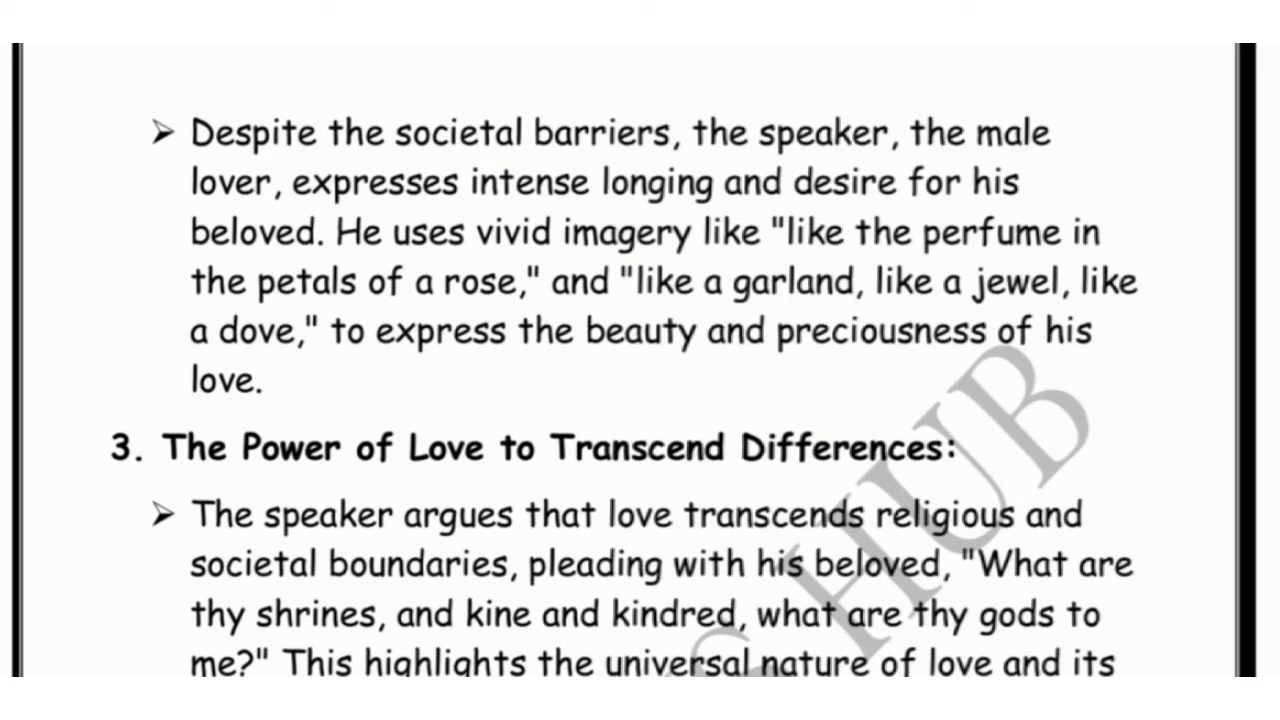 ➢ Despite the societal barriers, the speaker, the male
lover, expresses intense longing and desire for his
beloved. He uses vivid imagery like "like the perfume in
the petals of a rose," and "like a garland, like a jewel, like
a dove," to express the beauty and preciousness of his
love.
3. The Power of Love to Transcend Differences:
➢ The speaker argues that love transcends religious and
societal boundaries, pleading with his beloved, "What are
thy shrines, and kine and kindred, what are thy gods to
me?" This highlights the universal nature of love and its
S HUB